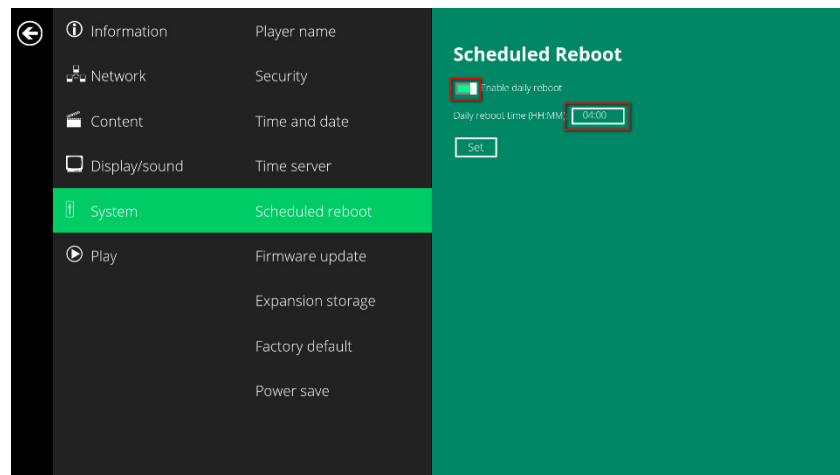 Information
Network
Content
Display/sound
System
Play
Player name
Security
Time and date
Time server
Scheduled reboot
Firmware update
Expansion storage
Factory default
Power save
Scheduled Reboot
Enable daily reboot
Daily reboot time (HH:MM) 04:00
Set